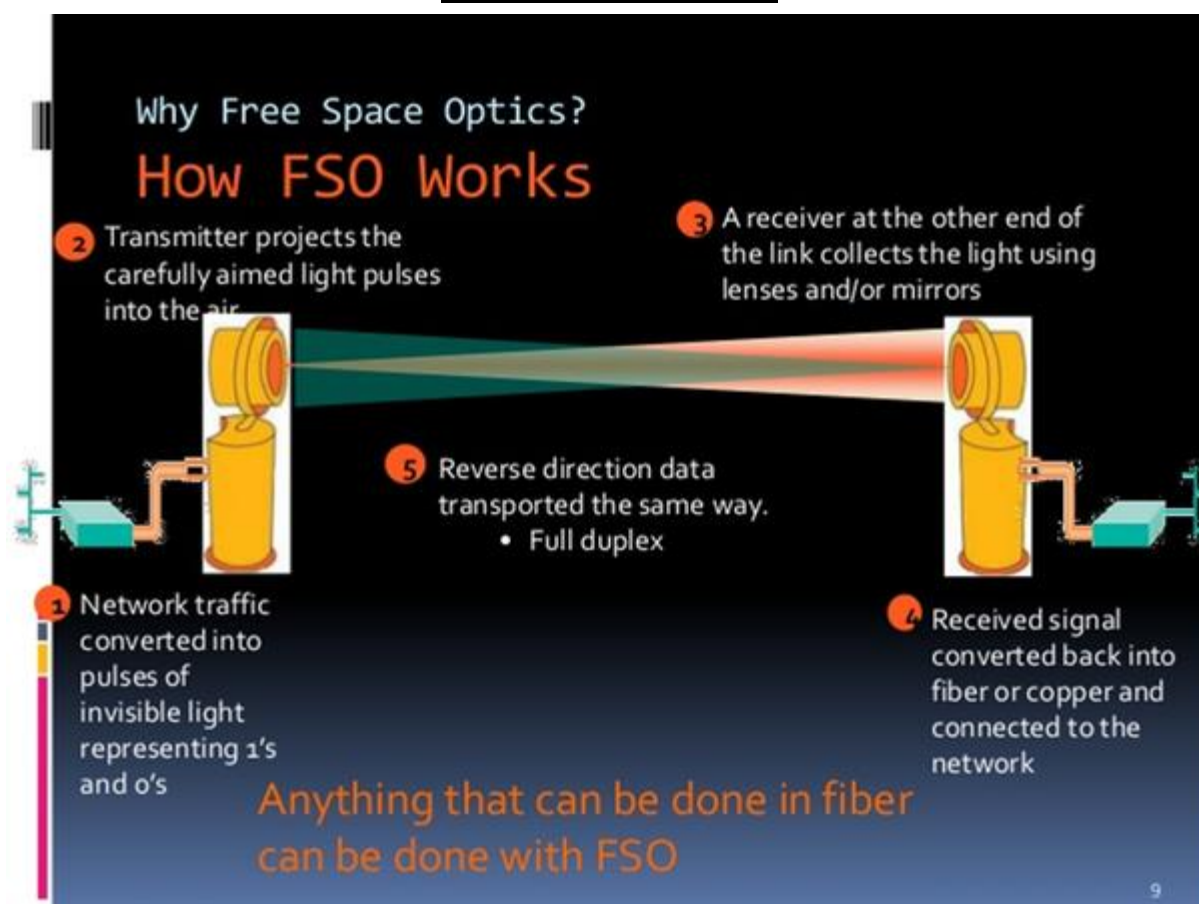 Why Free Space Optics?
How FSO Works
2 Transmitter projects the
carefully aimed light pulses
into the air
3 A receiver at the other end of
the link collects the light using
lenses and/or mirrors
5 Reverse direction data
transported the same way.
• Full duplex
1 Network traffic
converted into
pulses of
invisible light
representing 1's
and 0's
4 Received signal
converted back into
fiber or copper and
connected to the
network
Anything that can be done in fiber
can be done with FSO
9